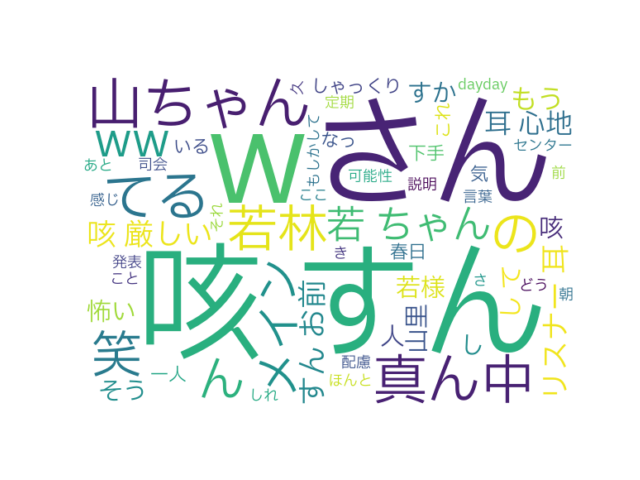 久 しゃっくり
dayday
山ちゃん
定期
すか
もう
さん
ww
いる
w
もしかして
なっ
これ
耳 心地
下手
センター
あと
司会
てる
ここ
可能性
気
前
感じ
それ
若林
若 ちゃん
説明
言葉
の
咳 厳しい
咳
すん
メイン
き
春日
して
リスナー 耳
発表
こと
さ
どう
朝
怖い
すん お前
若様
人
山里
し
笑
ん
配慮
真ん中
そう
一人
しれ
ほんと